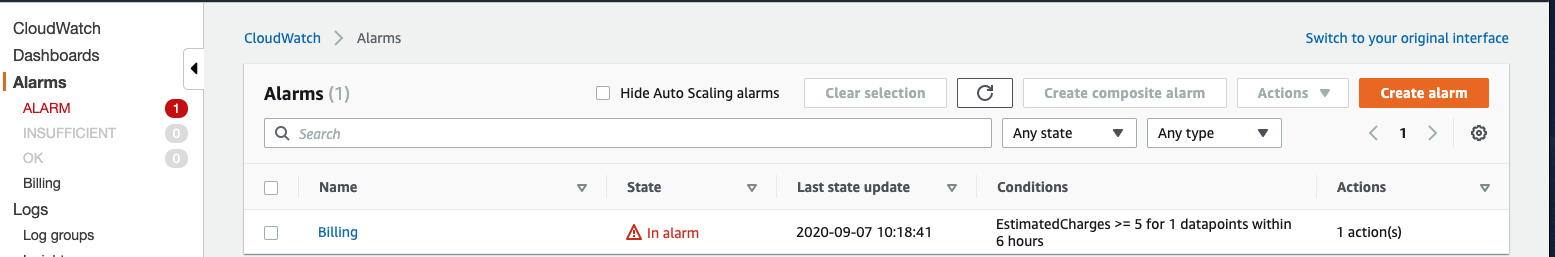 CloudWatch
Dashboards
Alarms
ALARM 1
INSUFFICIENT 0
OK 0
Billing
Logs
Log groups
CloudWatch > Alarms
Switch to your original interface
Alarms (1)
Hide Auto Scaling alarms
Clear selection
Create composite alarm
Actions
Create alarm
Search
Any state
Any type
1
Name State Last state update Conditions Actions
Billing In alarm 2020-09-07 10:18:41 EstimatedCharges >= 5 for 1 datapoints within
6 hours
1 action(s)